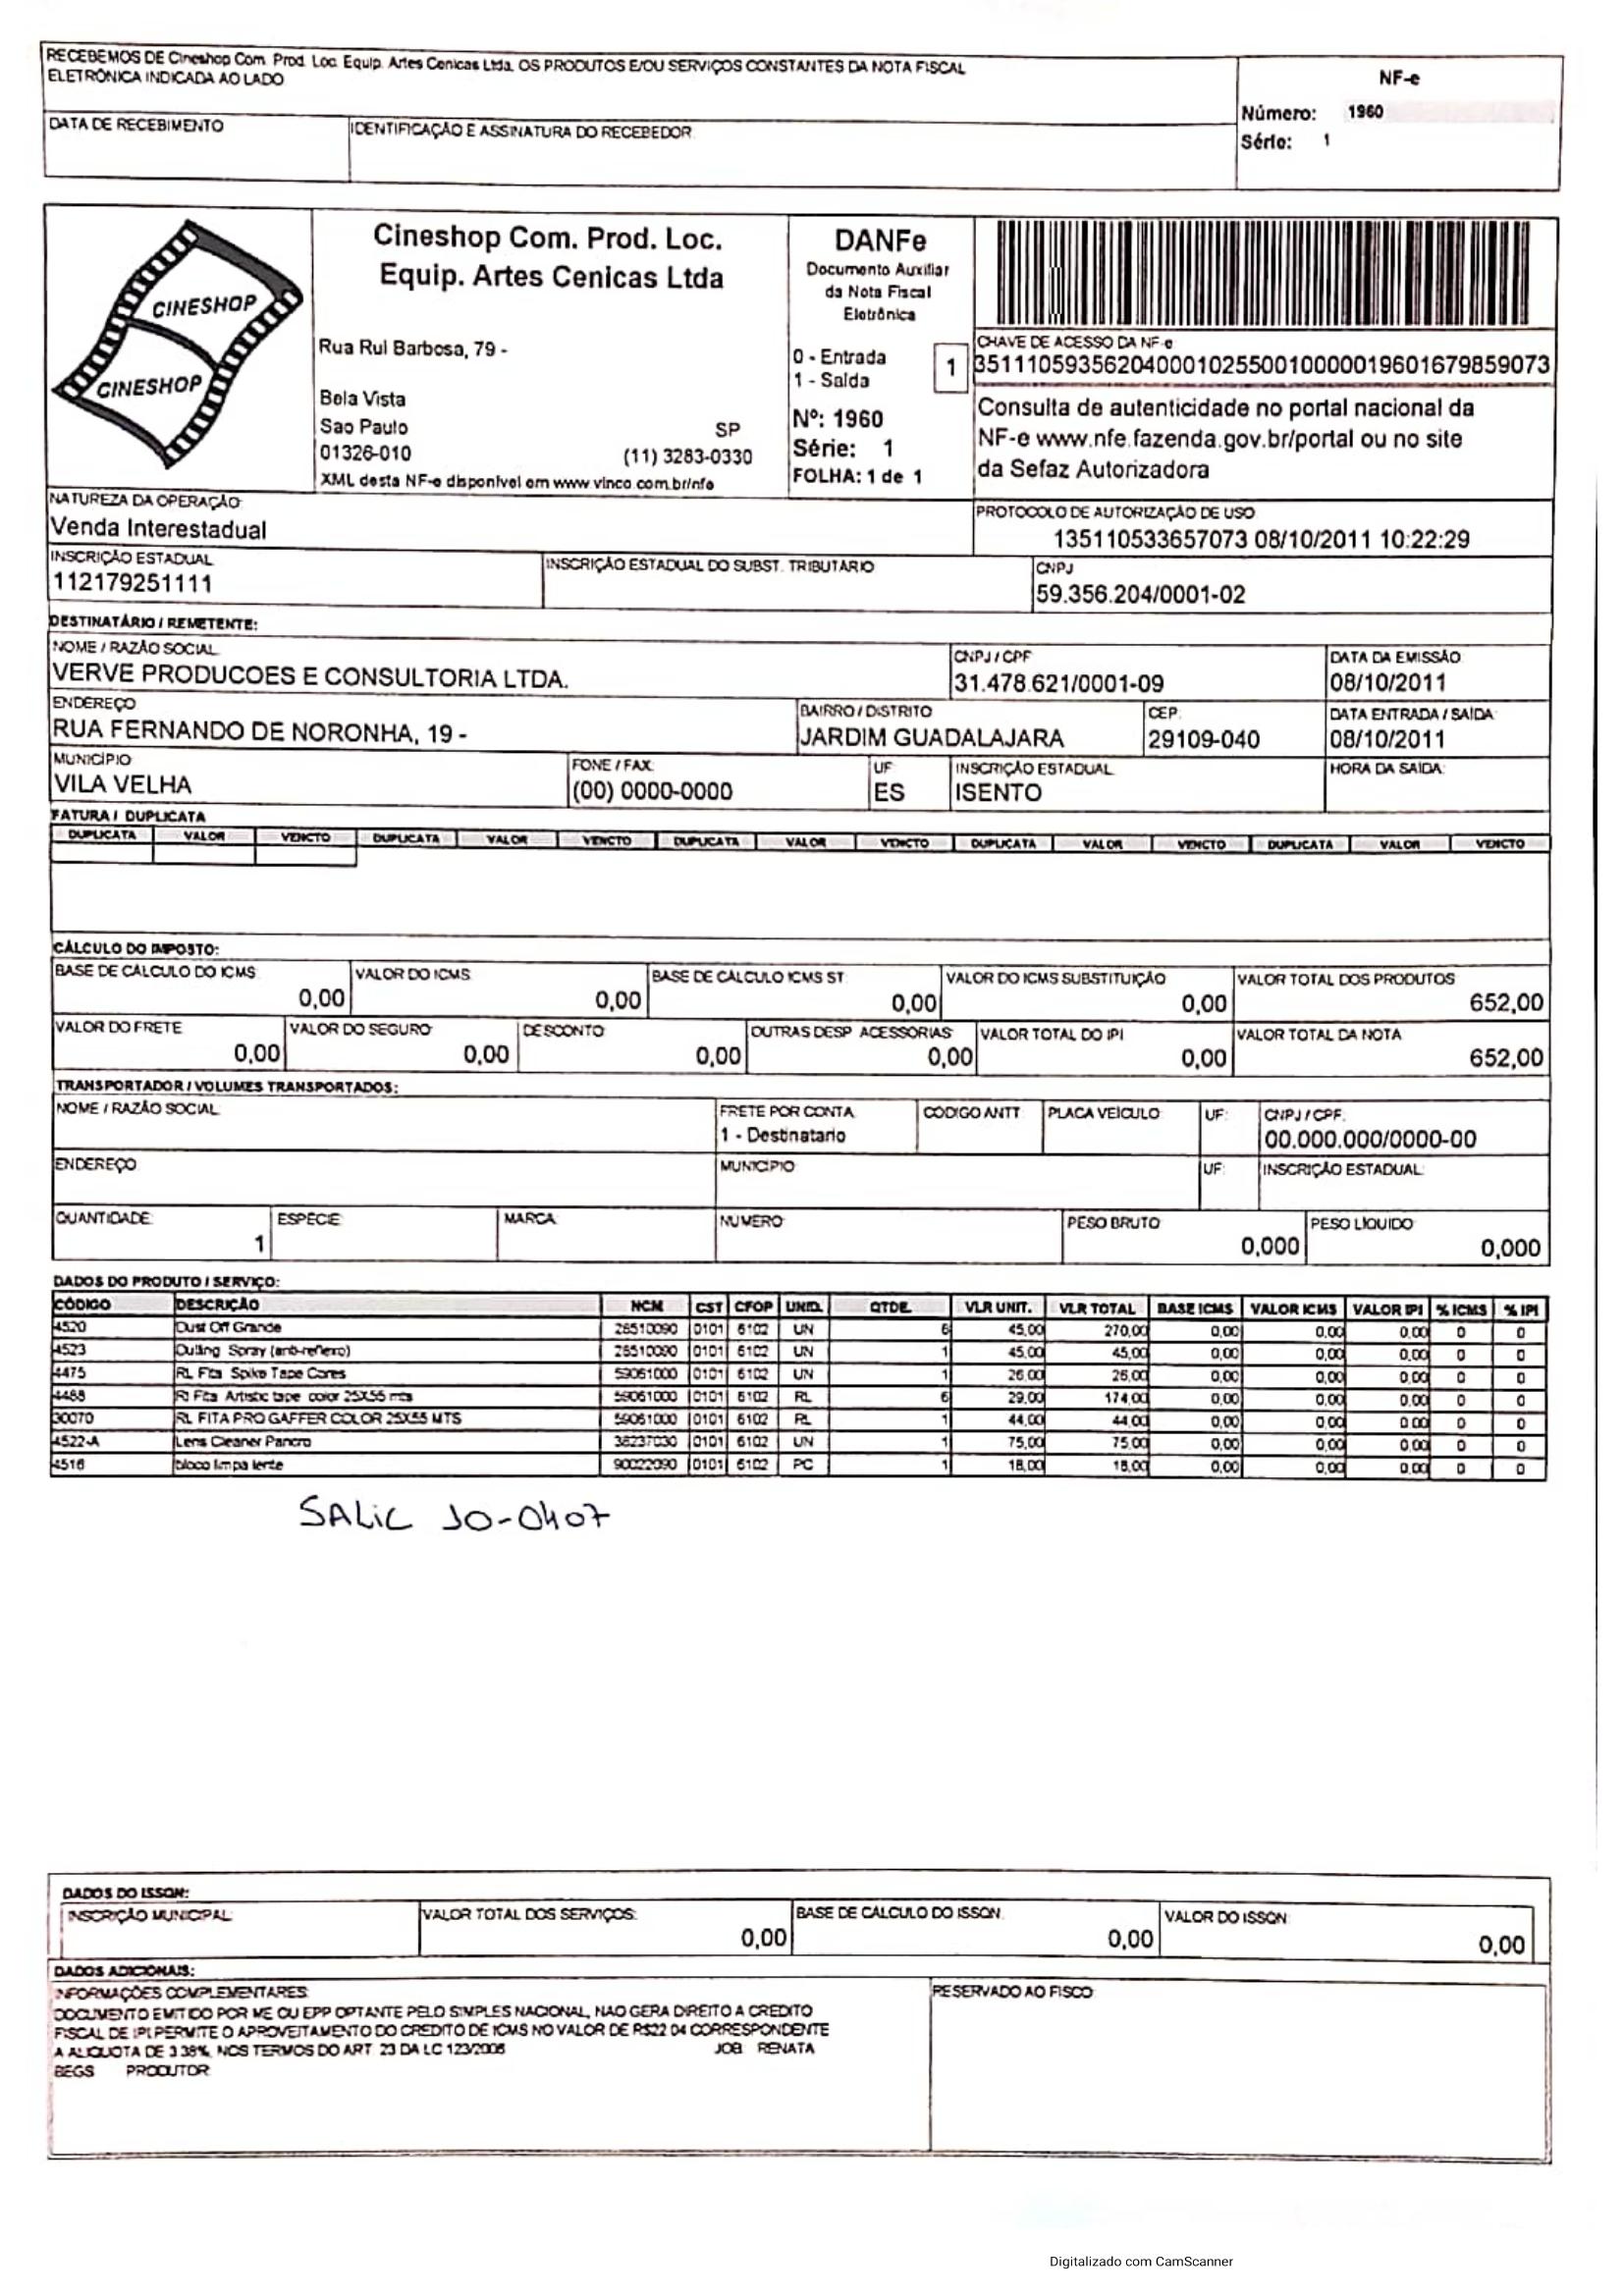 RECEBEMOS DE Cineshop Com. Prod. Loc. Equip. Artes Cenicas Ltda. OS PRODUTOS E/OU SERVIÇOS CONSTANTES DA NOTA FISCAL
ELETRÔNICA INDICADA AO LADO
NF-e
Número: 1960
Série: 1
DATA DE RECEBIMENTO
IDENTIFICAÇÃO E ASSINATURA DO RECEBEDOR
CINESHOP
CINESHOP
Cineshop Com. Prod. Loc.
Equip. Artes Cenicas Ltda
Rua Rui Barbosa, 79 -
Bela Vista
Sao Paulo SP
01326-010 (11) 3283-0330
XML desta NF-e disponível em www.vinco.com.br/nfe
DANFe
Documento Auxiliar
da Nota Fiscal
Eletrônica
0 - Entrada
1 - Saída
1
Nº: 1960
Série: 1
FOLHA: 1 de 1
CHAVE DE ACESSO DA NF-e
35111059356204000102550010000019601679859073
Consulta de autenticidade no portal nacional da
NF-e www.nfe.fazenda.gov.br/portal ou no site
da Sefaz Autorizadora
NATUREZA DA OPERAÇÃO
Venda Interestadual
PROTOCOLO DE AUTORIZAÇÃO DE USO
135110533657073 08/10/2011 10:22:29
INSCRIÇÃO ESTADUAL
112179251111
INSCRIÇÃO ESTADUAL DO SUBST. TRIBUTÁRIO
CNPJ
59.356.204/0001-02
DESTINATÁRIO / REMETENTE:
NOME / RAZÃO SOCIAL
VERVE PRODUCOES E CONSULTORIA LTDA.
CNPJ / CPF
31.478.621/0001-09
DATA DA EMISSÃO
08/10/2011
ENDEREÇO
RUA FERNANDO DE NORONHA, 19 -
BAIRRO / DISTRITO
JARDIM GUADALAJARA
CEP
29109-040
DATA ENTRADA / SAÍDA:
08/10/2011
MUNICÍPIO
VILA VELHA
FONE / FAX
(00) 0000-0000
UF
ES
INSCRIÇÃO ESTADUAL
ISENTO
HORA DA SAÍDA:
FATURA / DUPLICATA
DUPLICATA VALOR VENCTO DUPLICATA VALOR VENCTO DUPLICATA VALOR VENCTO DUPLICATA VALOR VENCTO DUPLICATA VALOR VENCTO
CÁLCULO DO IMPOSTO:
BASE DE CÁLCULO DO ICMS
0,00
VALOR DO ICMS
0,00
BASE DE CÁLCULO ICMS ST
0,00
VALOR DO ICMS SUBSTITUIÇÃO
0,00
VALOR TOTAL DOS PRODUTOS
652,00
VALOR DO FRETE
0,00
VALOR DO SEGURO
0,00
DESCONTO
0,00
OUTRAS DESP ACESSÓRIAS
0,00
VALOR TOTAL DO IPI
0,00
VALOR TOTAL DA NOTA
652,00
TRANSPORTADOR / VOLUMES TRANSPORTADOS:
NOME / RAZÃO SOCIAL
FRETE POR CONTA
1 - Destinatario
CÓDIGO ANTT
PLACA VEÍCULO
UF:
CNPJ / CPF:
00.000.000/0000-00
ENDEREÇO
MUNICÍPIO
UF:
INSCRIÇÃO ESTADUAL:
QUANTIDADE
1
ESPÉCIE
MARCA
NUMERO
PESO BRUTO
0,000
PESO LÍQUIDO
0,000
DADOS DO PRODUTO / SERVIÇO:
CÓDIGO DESCRIÇÃO NCM CST CFOP UNID. QTDE. VLR UNIT. VLR TOTAL BASE ICMS VALOR ICMS VALOR IPI % ICMS % IPI
4520 Dust Off Grande 26510090 0101 6102 UN 6 45,00 270,00 0,00 0,00 0,00 0 0
4523 Dulling Spray (anti-reflexo) 26510090 0101 6102 UN 1 45,00 45,00 0,00 0,00 0,00 0 0
4475 RL Fita Spike Tape Cores 59061000 0101 6102 UN 1 26,00 26,00 0,00 0,00 0,00 0 0
4488 Rl Fita Artistic tape color 25X55 mts 59061000 0101 6102 RL 6 29,00 174,00 0,00 0,00 0,00 0 0
30070 RL FITA PRO GAFFER COLOR 25X55 MTS 59061000 0101 6102 RL 1 44,00 44,00 0,00 0,00 0,00 0 0
4522-A Lens Cleaner Pancro 38237030 0101 6102 UN 1 75,00 75,00 0,00 0,00 0,00 0 0
4516 bloco limpa lente 90022090 0101 6102 PC 1 18,00 18,00 0,00 0,00 0,00 0 0
SALIC 10-0407
DADOS DO ISSQN:
INSCRIÇÃO MUNICIPAL:
VALOR TOTAL DOS SERVIÇOS:
0,00
BASE DE CÁLCULO DO ISSQN
0,00
VALOR DO ISSQN
0,00
DADOS ADICIONAIS:
INFORMAÇÕES COMPLEMENTARES
DOCUMENTO EMITIDO POR ME OU EPP OPTANTE PELO SIMPLES NACIONAL, NAO GERA DIREITO A CREDITO
FISCAL DE IPI.PERMITE O APROVEITAMENTO DO CREDITO DE ICMS NO VALOR DE R$22.04 CORRESPONDENTE
A ALIQUOTA DE 3.38%, NOS TERMOS DO ART. 23 DA LC 123/2006 JOB RENATA
BEGS PRODUTOR
RESERVADO AO FISCO
Digitalizado com CamScanner